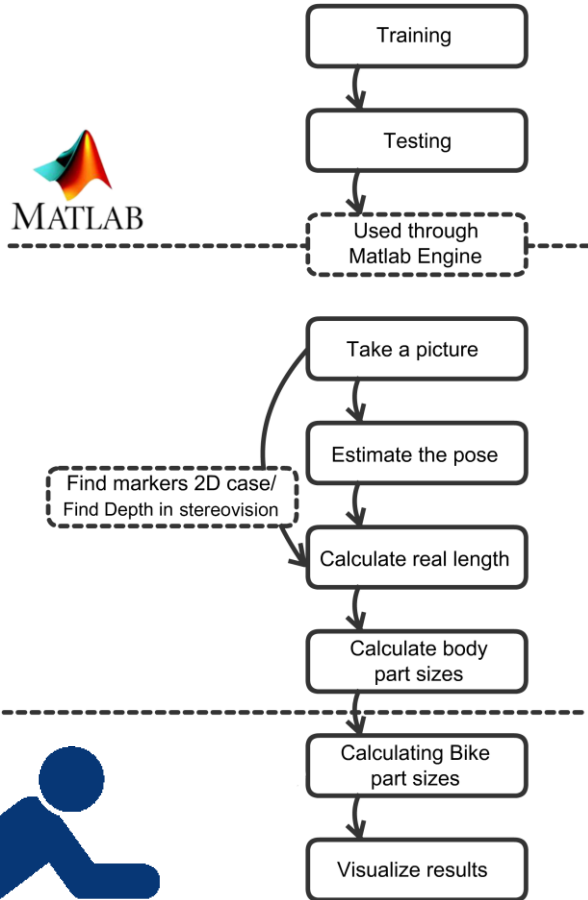 Training
Testing
MATLAB
Used through
Matlab Engine
Take a picture
Estimate the pose
Find markers 2D case/
Find Depth in stereovision
Calculate real length
Calculate body
part sizes
Calculating Bike
part sizes
Visualize results